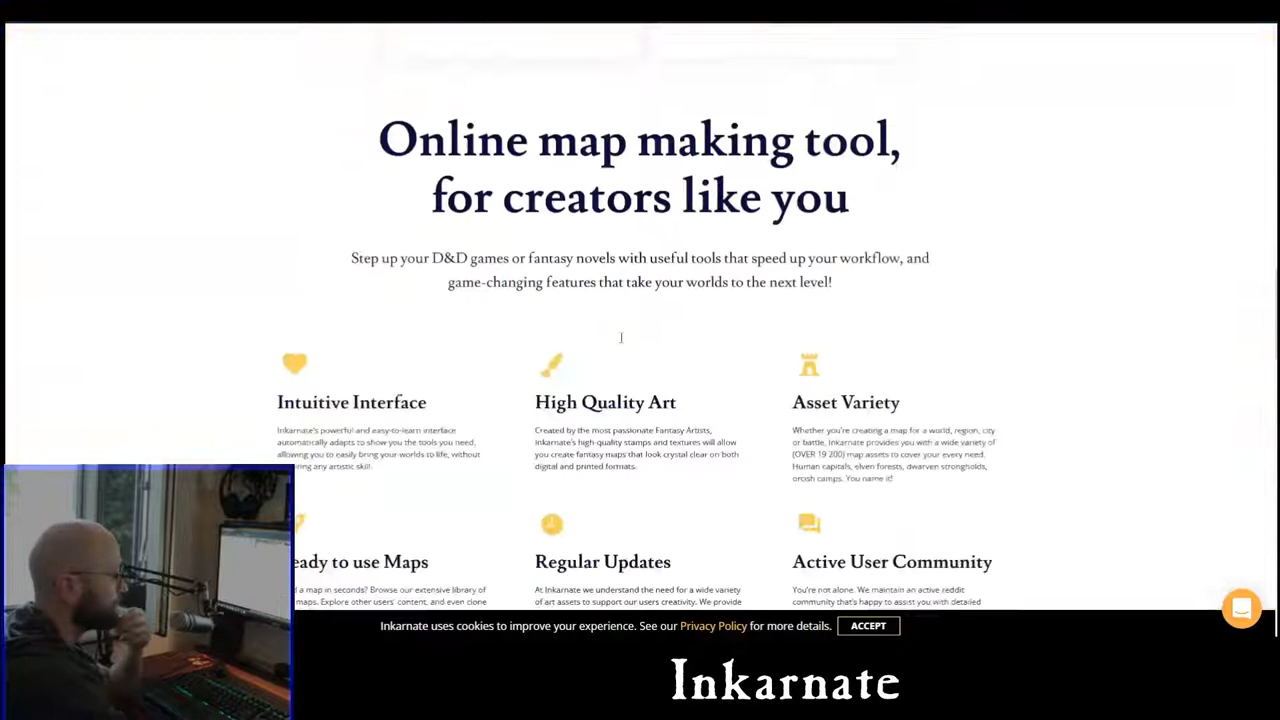 Online map making tool,
for creators like you
Step up your D&D games or fantasy novels with useful tools that speed up your workflow, and
game-changing features that take your worlds to the next level!
Intuitive Interface
Inkarnate's powerful and easy-to-learn interface
automatically adapts to show you the tools you need,
allowing you to easily bring your worlds to life, without
any artistic skill.
High Quality Art
Created by the most passionate Fantasy Artists,
Inkarnate's high-quality stamps and textures will allow
you create fantasy maps that look crystal clear on both
digital and printed formats.
Asset Variety
Whether you're creating a map for a world, region, city
or battle, Inkarnate provides you with a wide variety of
(OVER 19 200) map assets to cover your every need.
Human capitals, elven forests, dwarven strongholds,
orcish camps. You name it!
eady to use Maps
a map in seconds? Browse our extensive library of
maps. Explore other users' content, and even clone
Regular Updates
At Inkarnate we understand the need for a wide variety
of art assets to support our users creativity. We provide
Active User Community
You're not alone. We maintain an active reddit
community that's happy to assist you with detailed
Inkarnate uses cookies to improve your experience. See our Privacy Policy for more details. ACCEPT
Inkarnate